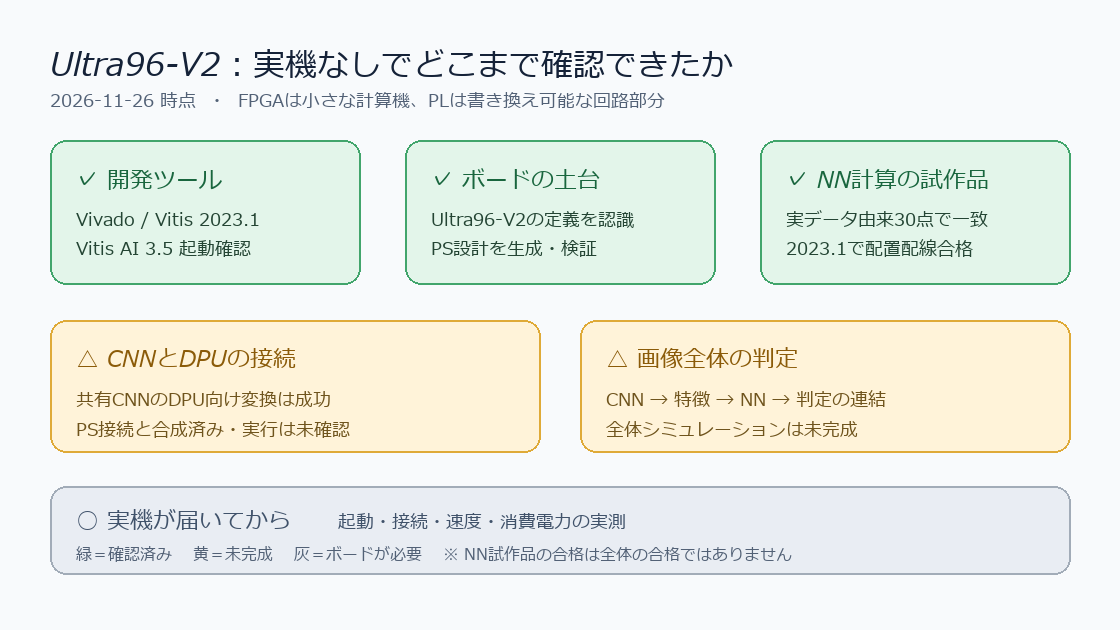 Ultra96-V2：実機なしでどこまで確認できたか
2026-11-26 時点 ・ FPGAは小さな計算機、PLは書き換え可能な回路部分
✓ 開発ツール
Vivado / Vitis 2023.1
Vitis AI 3.5 起動確認
✓ ボードの土台
Ultra96-V2の定義を認識
PS設計を生成・検証
✓ NN計算の試作品
実データ由来30点で一致
2023.1で配置配線合格
△ CNNとDPUの接続
共有CNNのDPU向け変換は成功
PS接続と合成済み・実行は未確認
△ 画像全体の判定
CNN → 特徴 → NN → 判定の連結
全体シミュレーションは未完成
○ 実機が届いてから 起動・接続・速度・消費電力の実測
緑＝確認済み 黄＝未完成 灰＝ボードが必要 ※ NN試作品の合格は全体の合格ではありません